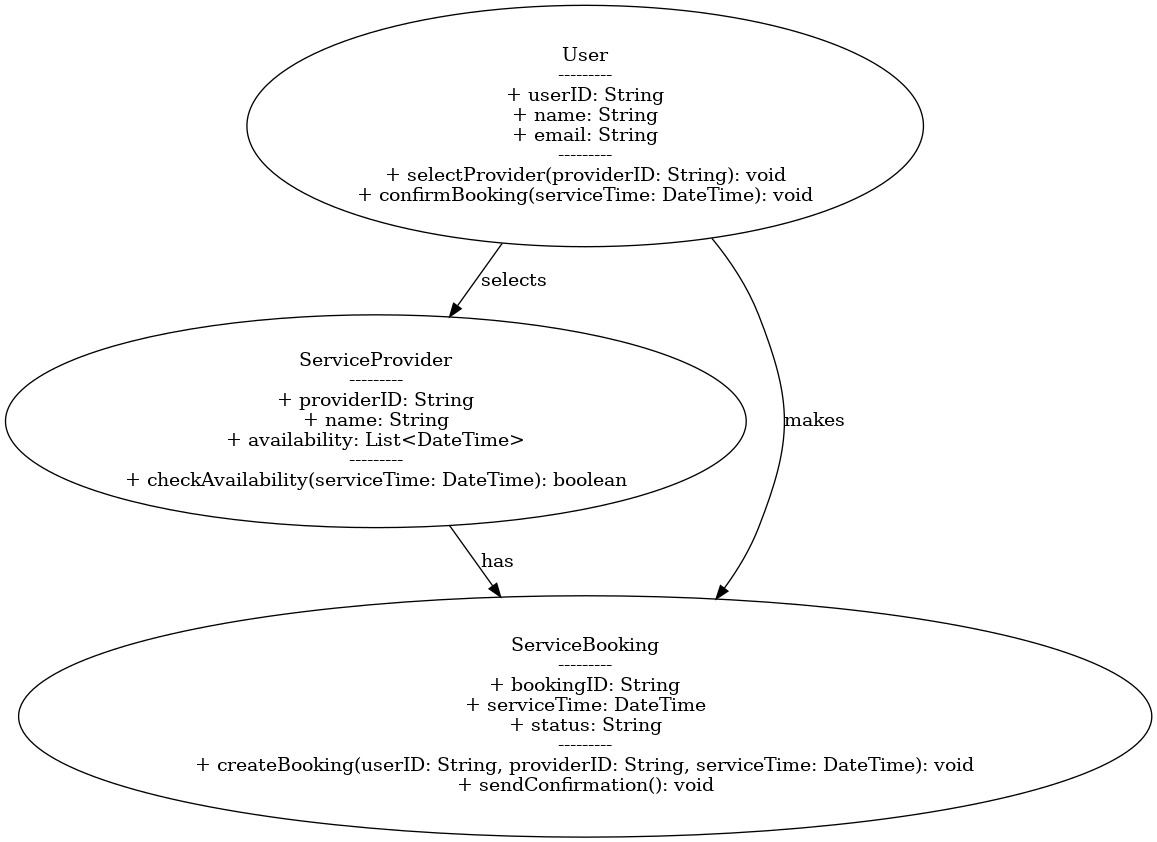 User
---------
+ userID: String
+ name: String
+ email: String
---------
+ selectProvider(providerID: String): void
+ confirmBooking(serviceTime: DateTime): void
selects
ServiceProvider
---------
+ providerID: String
+ name: String
+ availability: List<DateTime>
---------
+ checkAvailability(serviceTime: DateTime): boolean
makes
has
ServiceBooking
---------
+ bookingID: String
+ serviceTime: DateTime
+ status: String
---------
+ createBooking(userID: String, providerID: String, serviceTime: DateTime): void
+ sendConfirmation(): void